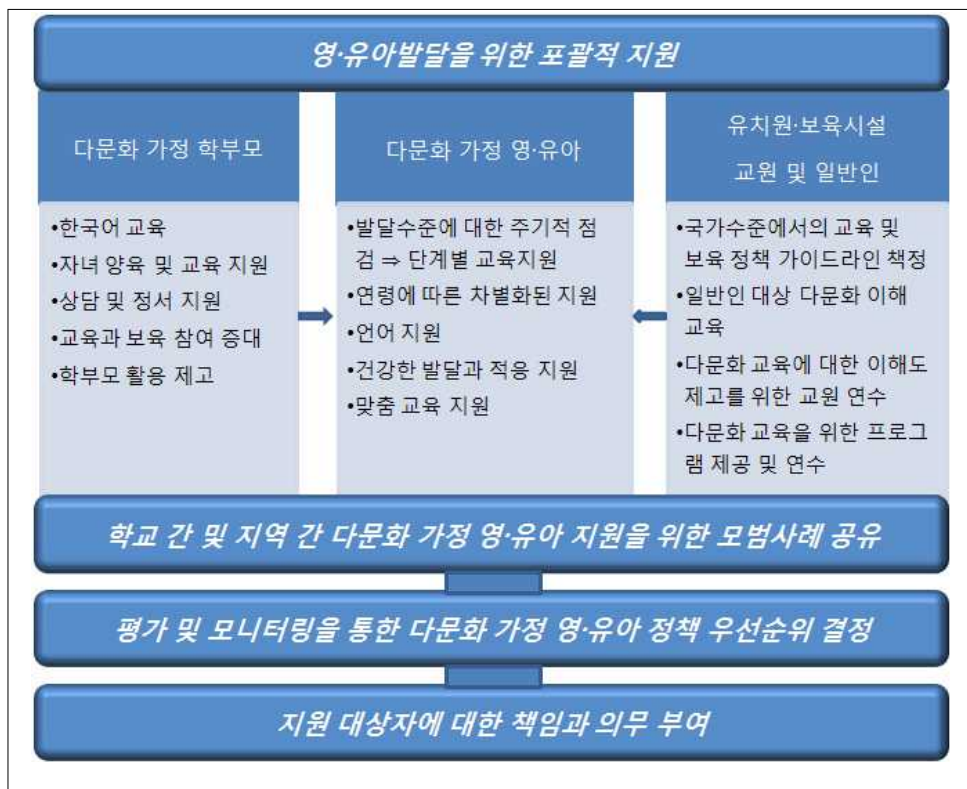 영·유아발달을 위한 포괄적 지원
다문화 가정 학부모
•한국어 교육
•자녀 양육 및 교육 지원
•상담 및 정서 지원
•교육과 보육 참여 증대
•학부모 활용 제고
다문화 가정 영·유아
•발달수준에 대한 주기적 점
검 ⇒ 단계별 교육지원
•연령에 따른 차별화된 지원
•언어 지원
•건강한 발달과 적응 지원
•맞춤 교육 지원
유치원·보육시설
교원 및 일반인
•국가수준에서의 교육 및
보육 정책 가이드라인 책정
•일반인 대상 다문화 이해
교육
•다문화 교육에 대한 이해도
제고를 위한 교원 연수
•다문화 교육을 위한 프로그
램 제공 및 연수
학교 간 및 지역 간 다문화 가정 영·유아 지원을 위한 모범사례 공유
평가 및 모니터링을 통한 다문화 가정 영·유아 정책 우선순위 결정
지원 대상자에 대한 책임과 의무 부여